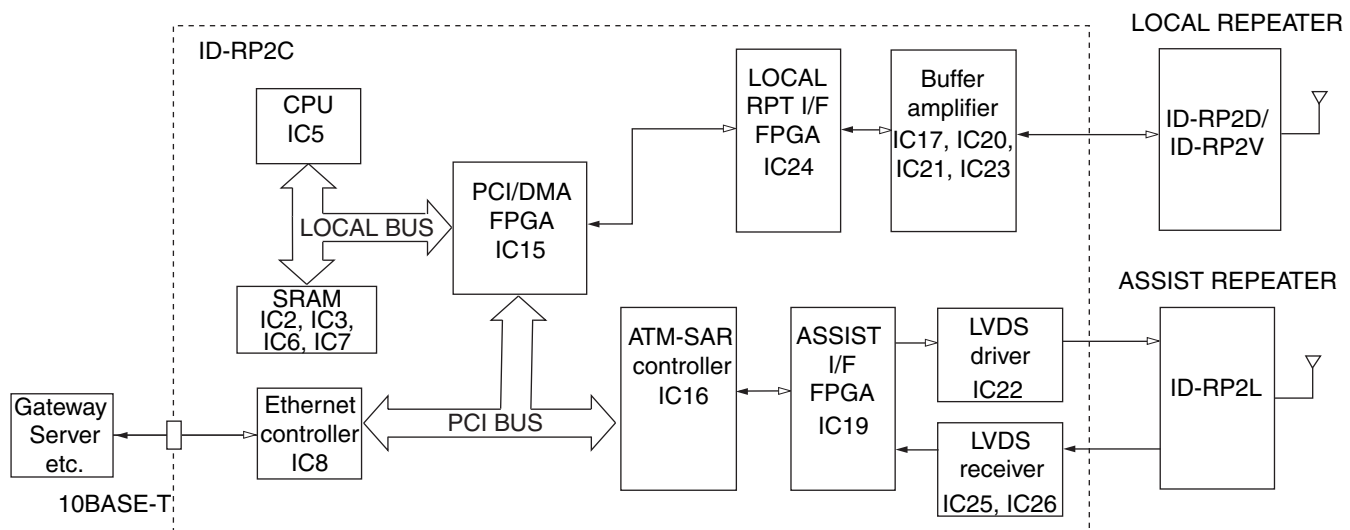 LOCAL REPEATER
ID-RP2C
CPU
IC5
LOCAL
RPT I/F
FPGA
IC24
Buffer
amplifier
IC17, IC20,
IC21, IC23
ID-RP2D/
ID-RP2V
PCI/DMA
FPGA
IC15
LOCAL BUS
SRAM
IC2, IC3,
IC6, IC7
ASSIST REPEATER
ATM-SAR
controller
IC16
ASSIST
I/F
FPGA
IC19
LVDS
driver
IC22
ID-RP2L
Gateway
Server
etc.
Ethernet
controller
IC8
PCI BUS
LVDS
receiver
IC25, IC26
10BASE-T